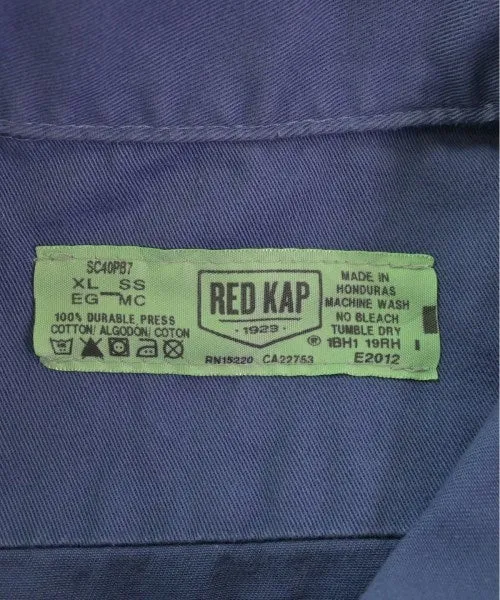 SC40PB7
XL SS
EG MC
100% DURABLE PRESS
COTTON/ ALGODON/ COTON
RED KAP
· 1923 ·
®
RN15220 CA22753
MADE IN
HONDURAS
MACHINE WASH
NO BLEACH
TUMBLE DRY
1BH1 19RH
E2012